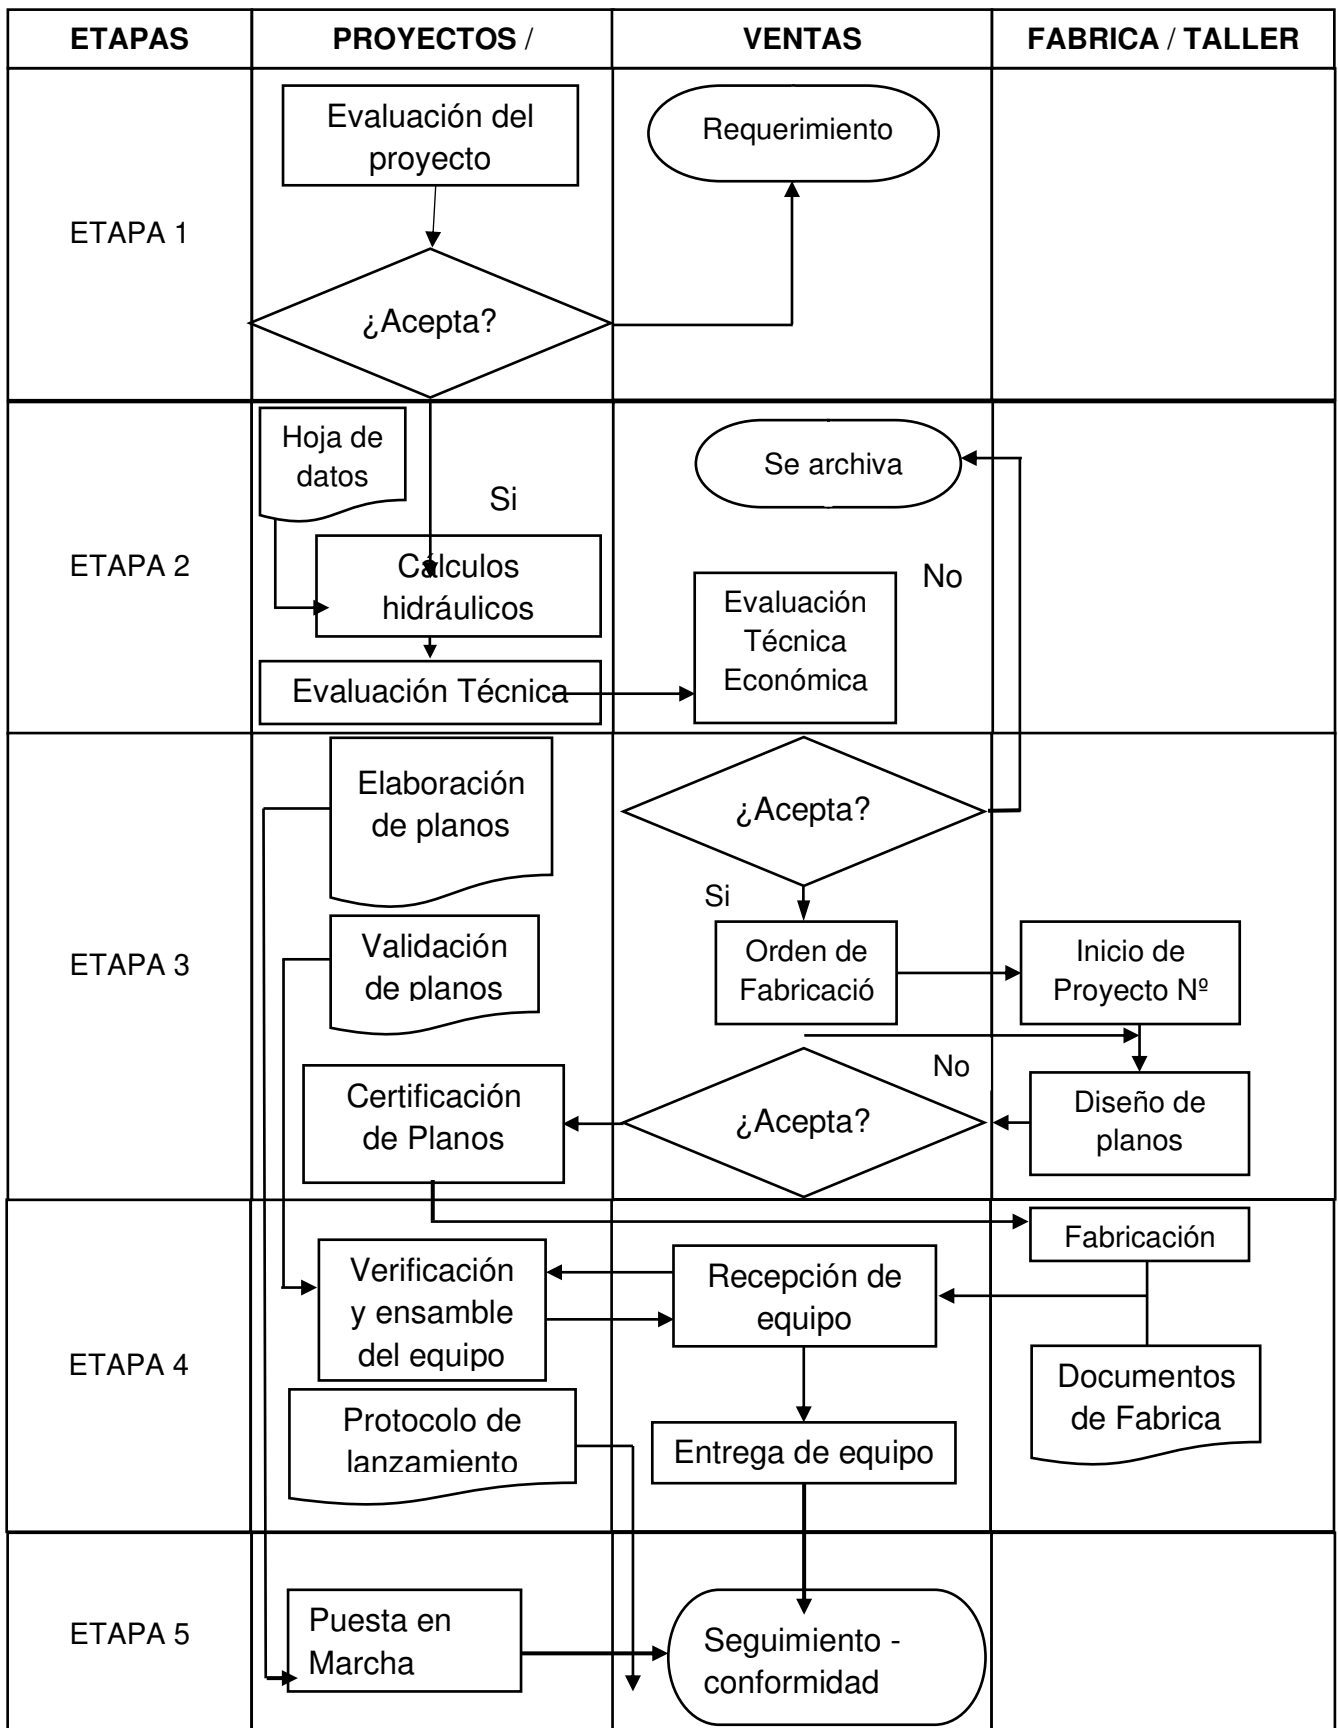 ETAPAS
PROYECTOS /
VENTAS
FABRICA / TALLER
ETAPA 1
Evaluación del
proyecto
Requerimiento
¿Acepta?
ETAPA 2
Hoja de
datos
Si
Se archiva
Cálculos
hidráulicos
No
Evaluación
Técnica
Económica
Evaluación Técnica
ETAPA 3
Elaboración
de planos
¿Acepta?
Si
Validación
de planos
Orden de
Fabricació
Inicio de
Proyecto Nº
No
Certificación
de Planos
¿Acepta?
Diseño de
planos
ETAPA 4
Fabricación
Verificación
y ensamble
del equipo
Recepción de
equipo
Documentos
de Fabrica
Protocolo de
lanzamiento
Entrega de equipo
ETAPA 5
Puesta en
Marcha
Seguimiento -
conformidad